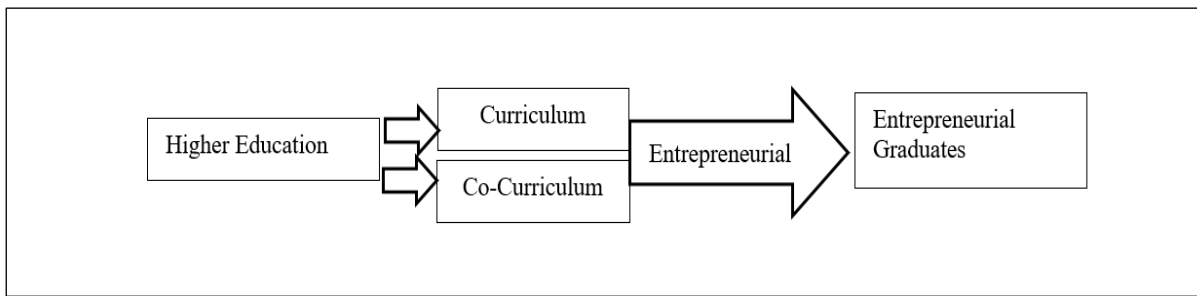 Higher Education
Curriculum
Co-Curriculum
Entrepreneurial
Entrepreneurial
Graduates